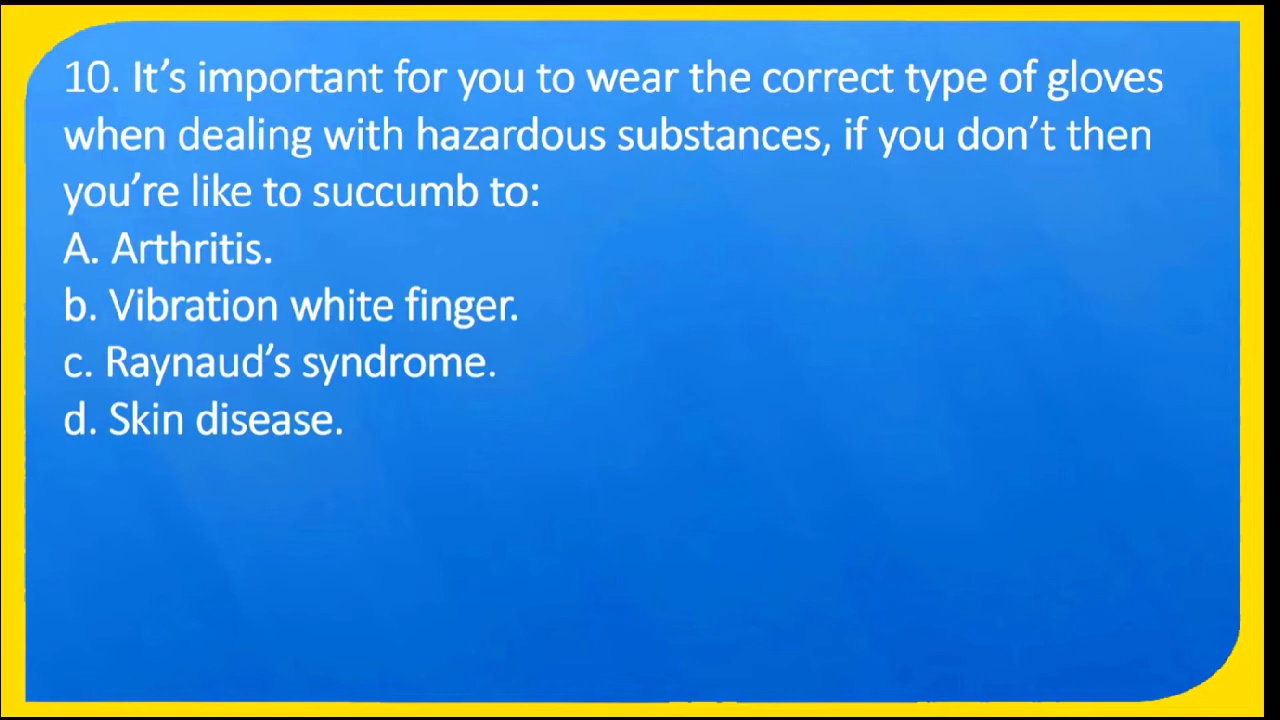 10. It’s important for you to wear the correct type of gloves
when dealing with hazardous substances, if you don’t then
you’re like to succumb to:
A. Arthritis.
b. Vibration white finger.
c. Raynaud’s syndrome.
d. Skin disease.